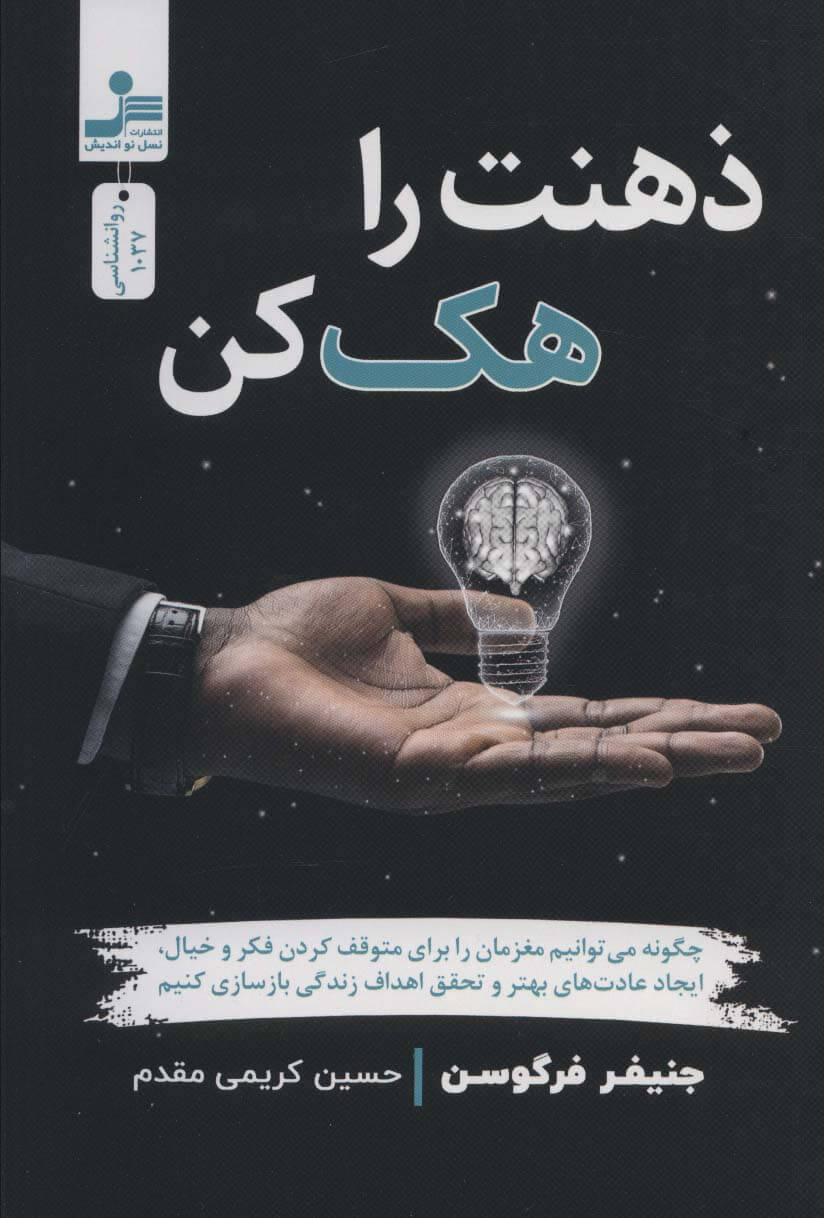 انتشارات
نسل نو اندیش
روانشناسی
۱۰۳۷
ذهنت را
هک کن
چگونه می‌توانیم مغزمان را برای متوقف کردن فکر و خیال،
ایجاد عادت‌های بهتر و تحقق اهداف زندگی بازسازی کنیم
جنیفر فرگوسن | حسین کریمی مقدم